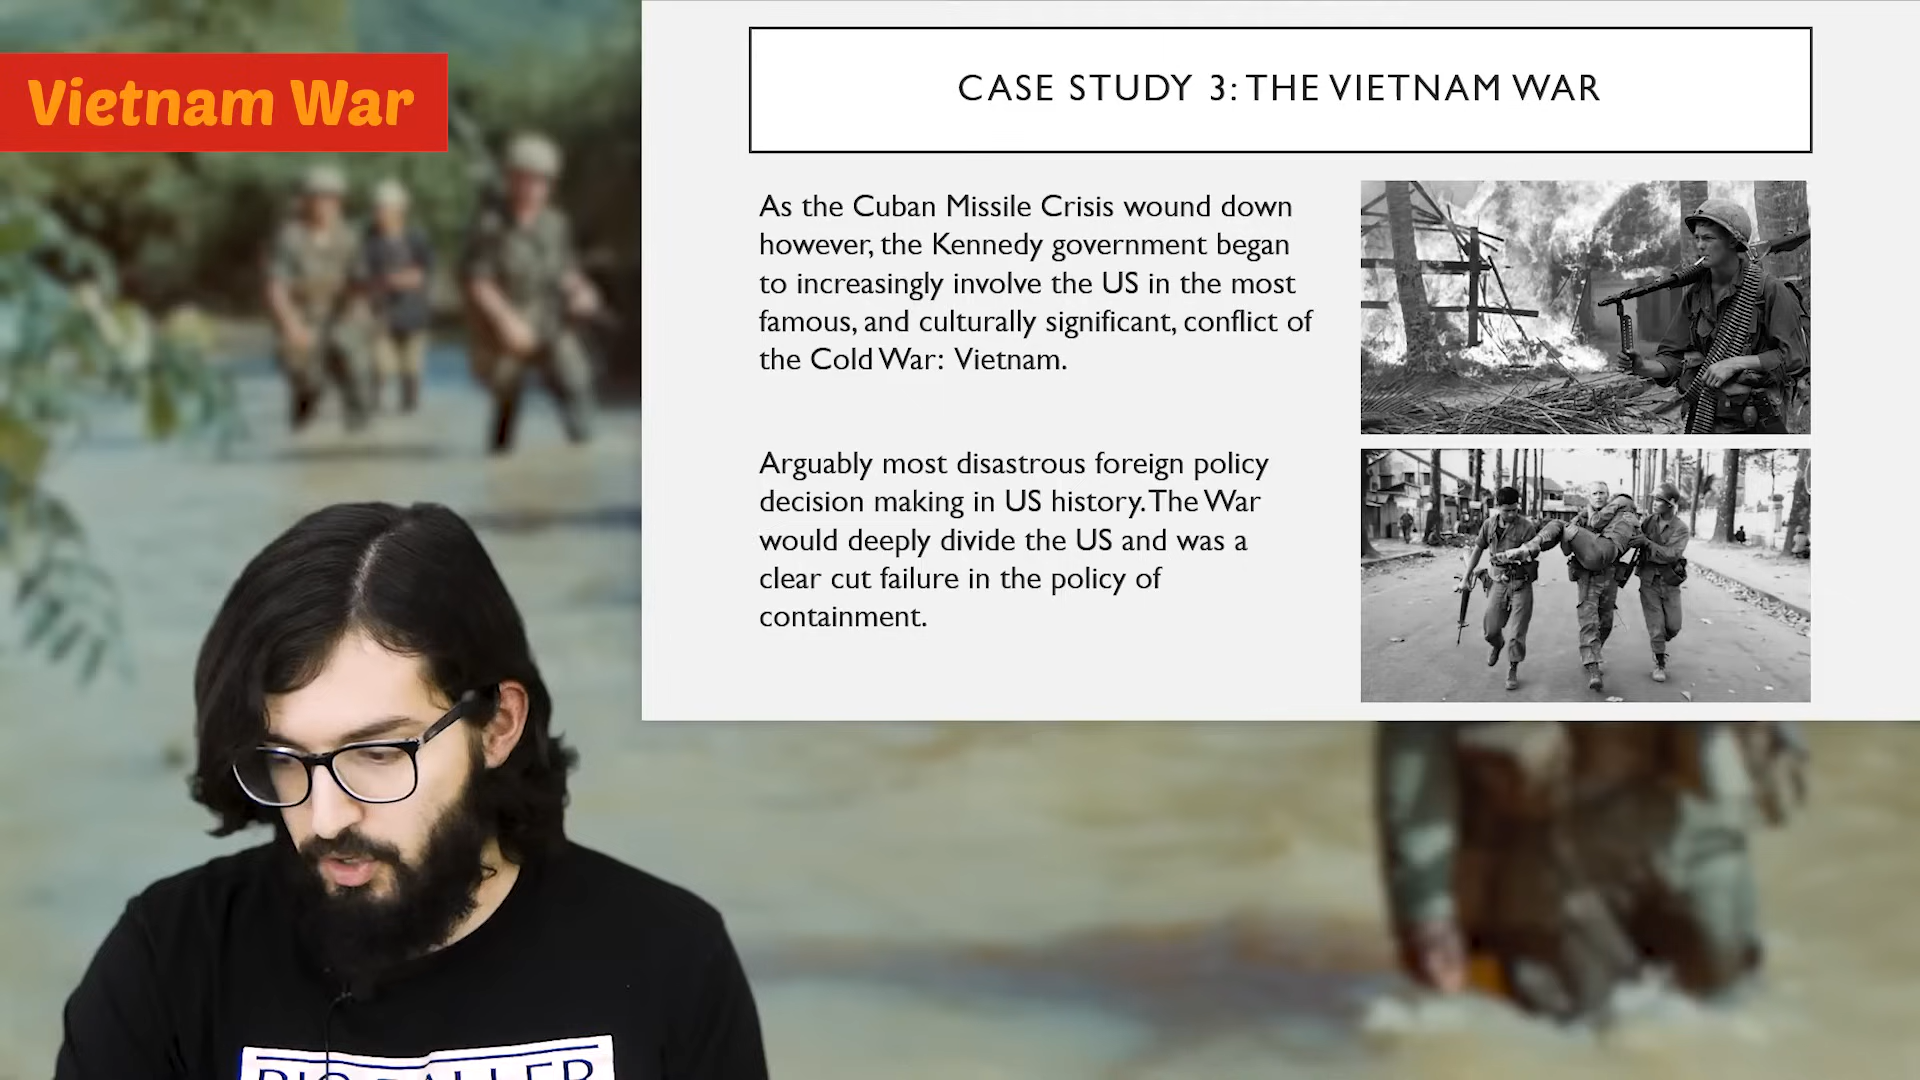 Vietnam War
CASE STUDY 3: THE VIETNAM WAR
As the Cuban Missile Crisis wound down
however, the Kennedy government began
to increasingly involve the US in the most
famous, and culturally significant, conflict of
the Cold War: Vietnam.
Arguably most disastrous foreign policy
decision making in US history. The War
would deeply divide the US and was a
clear cut failure in the policy of
containment.